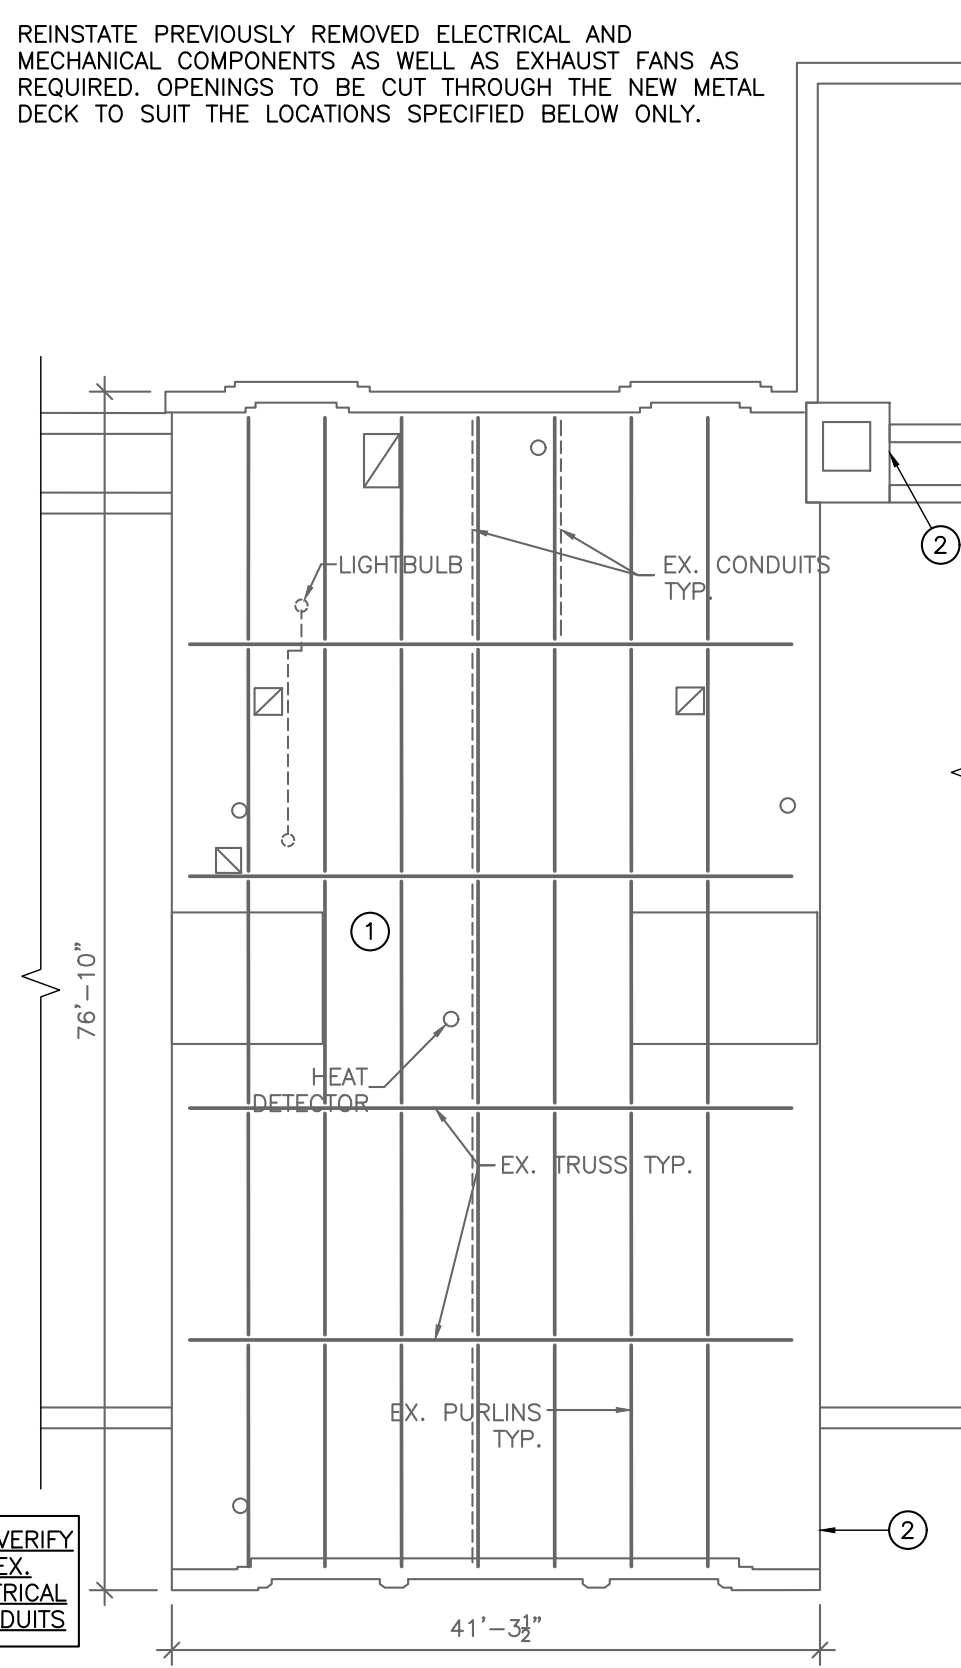 REINSTATE PREVIOUSLY REMOVED ELECTRICAL AND
MECHANICAL COMPONENTS AS WELL AS EXHAUST FANS AS
REQUIRED. OPENINGS TO BE CUT THROUGH THE NEW METAL
DECK TO SUIT THE LOCATIONS SPECIFIED BELOW ONLY.
2
LIGHTBULB
EX. CONDUITS
TYP.
1
76'-10"
HEAT
DETECTOR
EX. TRUSS TYP.
EX. PURLINS
TYP.
VERIFY
EX.
TRICAL
DUITS
2
41'-3½"